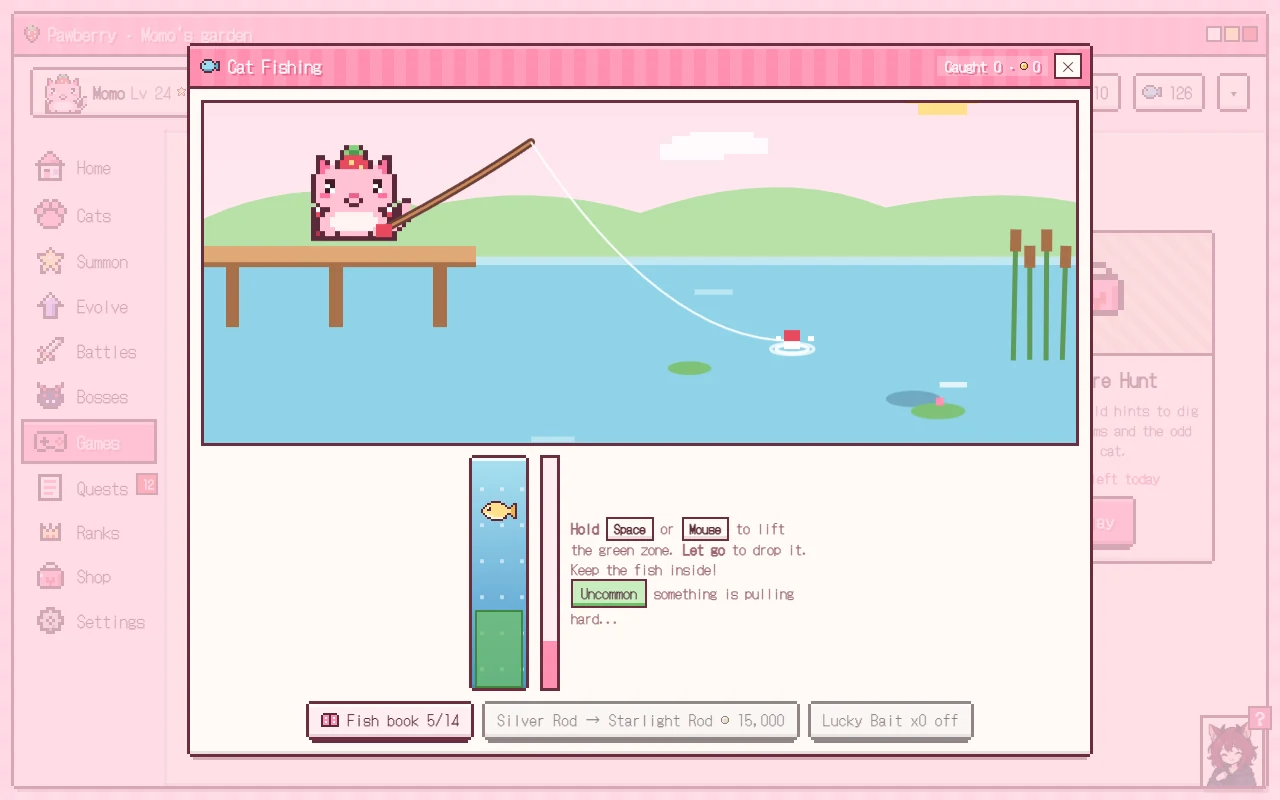 Pawberry · Momo's garden
Cat Fishing
Caught 0 · 0
Momo Lv 24
10
126
Home
Cats
Summon
Evolve
Battles
Bosses
Games
Quests 12
Ranks
Shop
Settings
re Hunt
ld hints to dig
ms and the odd
cat.
eft today
ay
Hold Space or Mouse to lift
the green zone. Let go to drop it.
Keep the fish inside!
Uncommon something is pulling
hard...
Fish book 5/14
Silver Rod → Starlight Rod 15,000
Lucky Bait x0 off
?